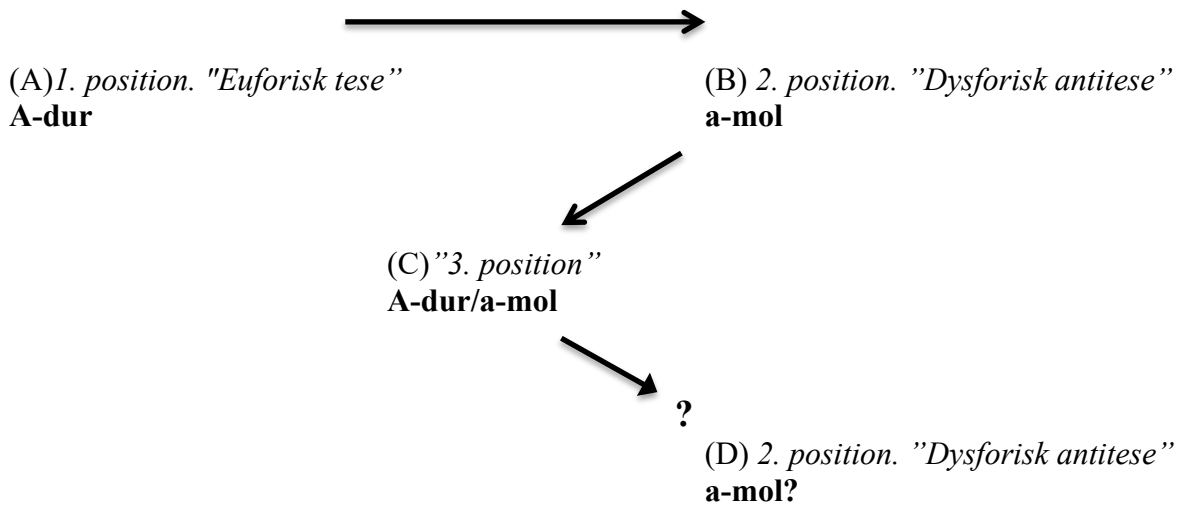 (A)1. position. "Euforisk tese”
A-dur
(B) 2. position. ”Dysforisk antitese”
a-mol
(C)”3. position”
A-dur/a-mol
?
(D) 2. position. ”Dysforisk antitese”
a-mol?